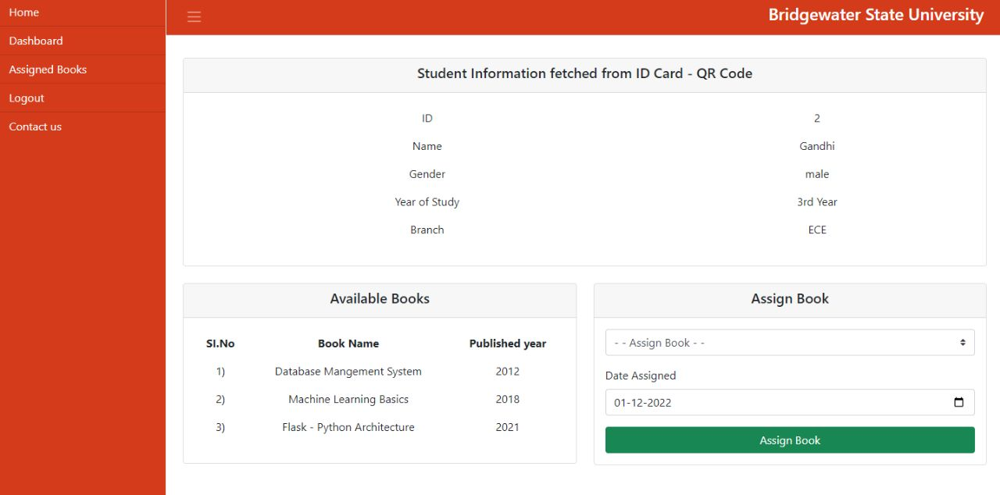 Home
Dashboard
Assigned Books
Logout
Contact us
Bridgewater State University
Student Information fetched from ID Card - QR Code
ID 2
Name Gandhi
Gender male
Year of Study 3rd Year
Branch ECE
Available Books
SI.No Book Name Published year
1) Database Mangement System 2012
2) Machine Learning Basics 2018
3) Flask - Python Architecture 2021
Assign Book
- - Assign Book - -
Date Assigned
01-12-2022
Assign Book